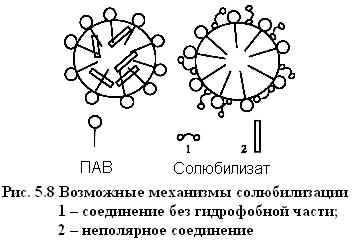 1 2
ПАВ Солюбилизат
Рис. 5.8 Возможные механизмы солюбилизации
1 – соединение без гидрофобной части;
2 – неполярное соединение